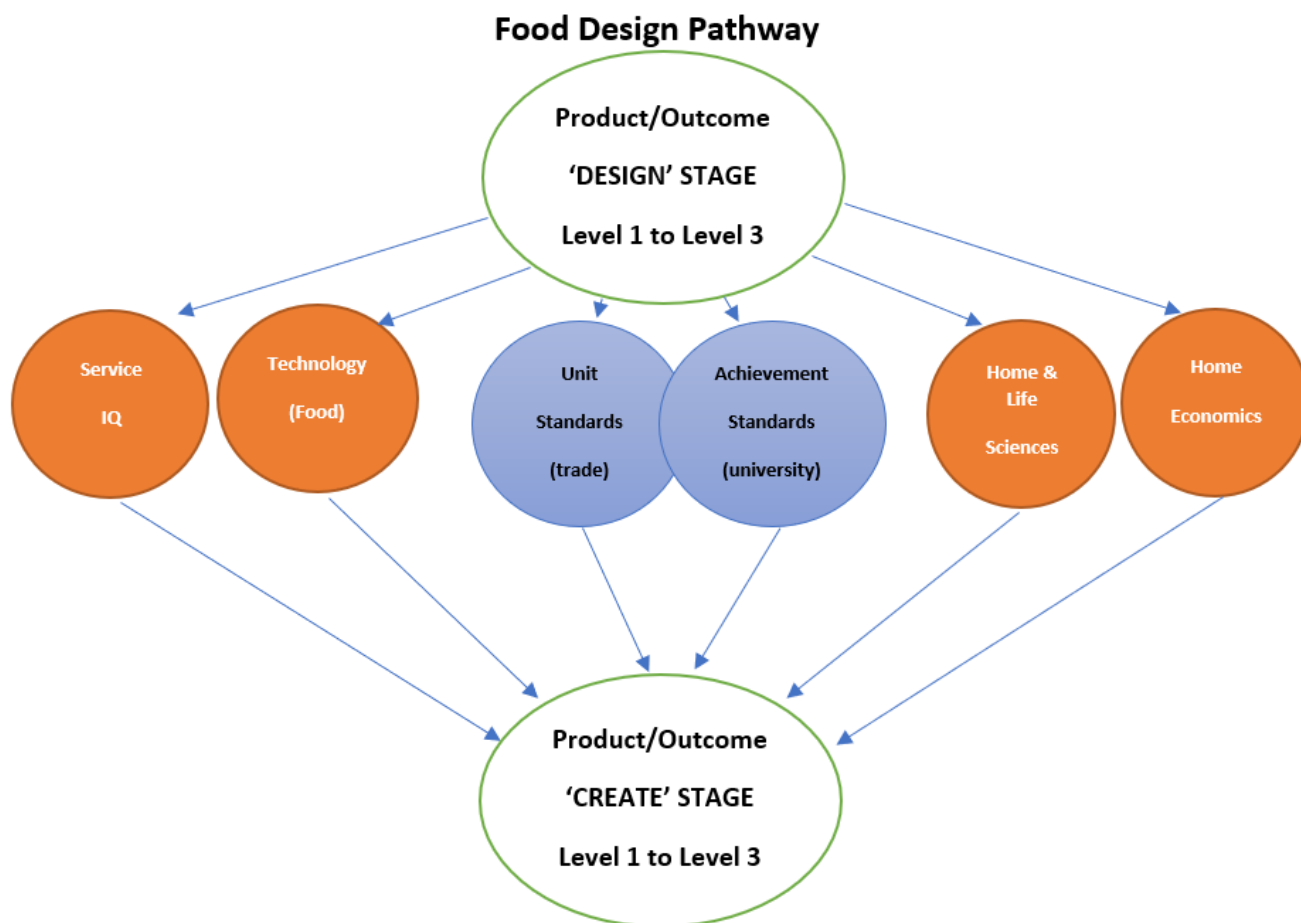 Food Design Pathway
Product/Outcome
‘DESIGN’ STAGE
Level 1 to Level 3
Service
IQ
Technology
(Food)
Unit
Standards
(trade)
Achievement
Standards
(university)
Home &
Life
Sciences
Home
Economics
Product/Outcome
‘CREATE’ STAGE
Level 1 to Level 3